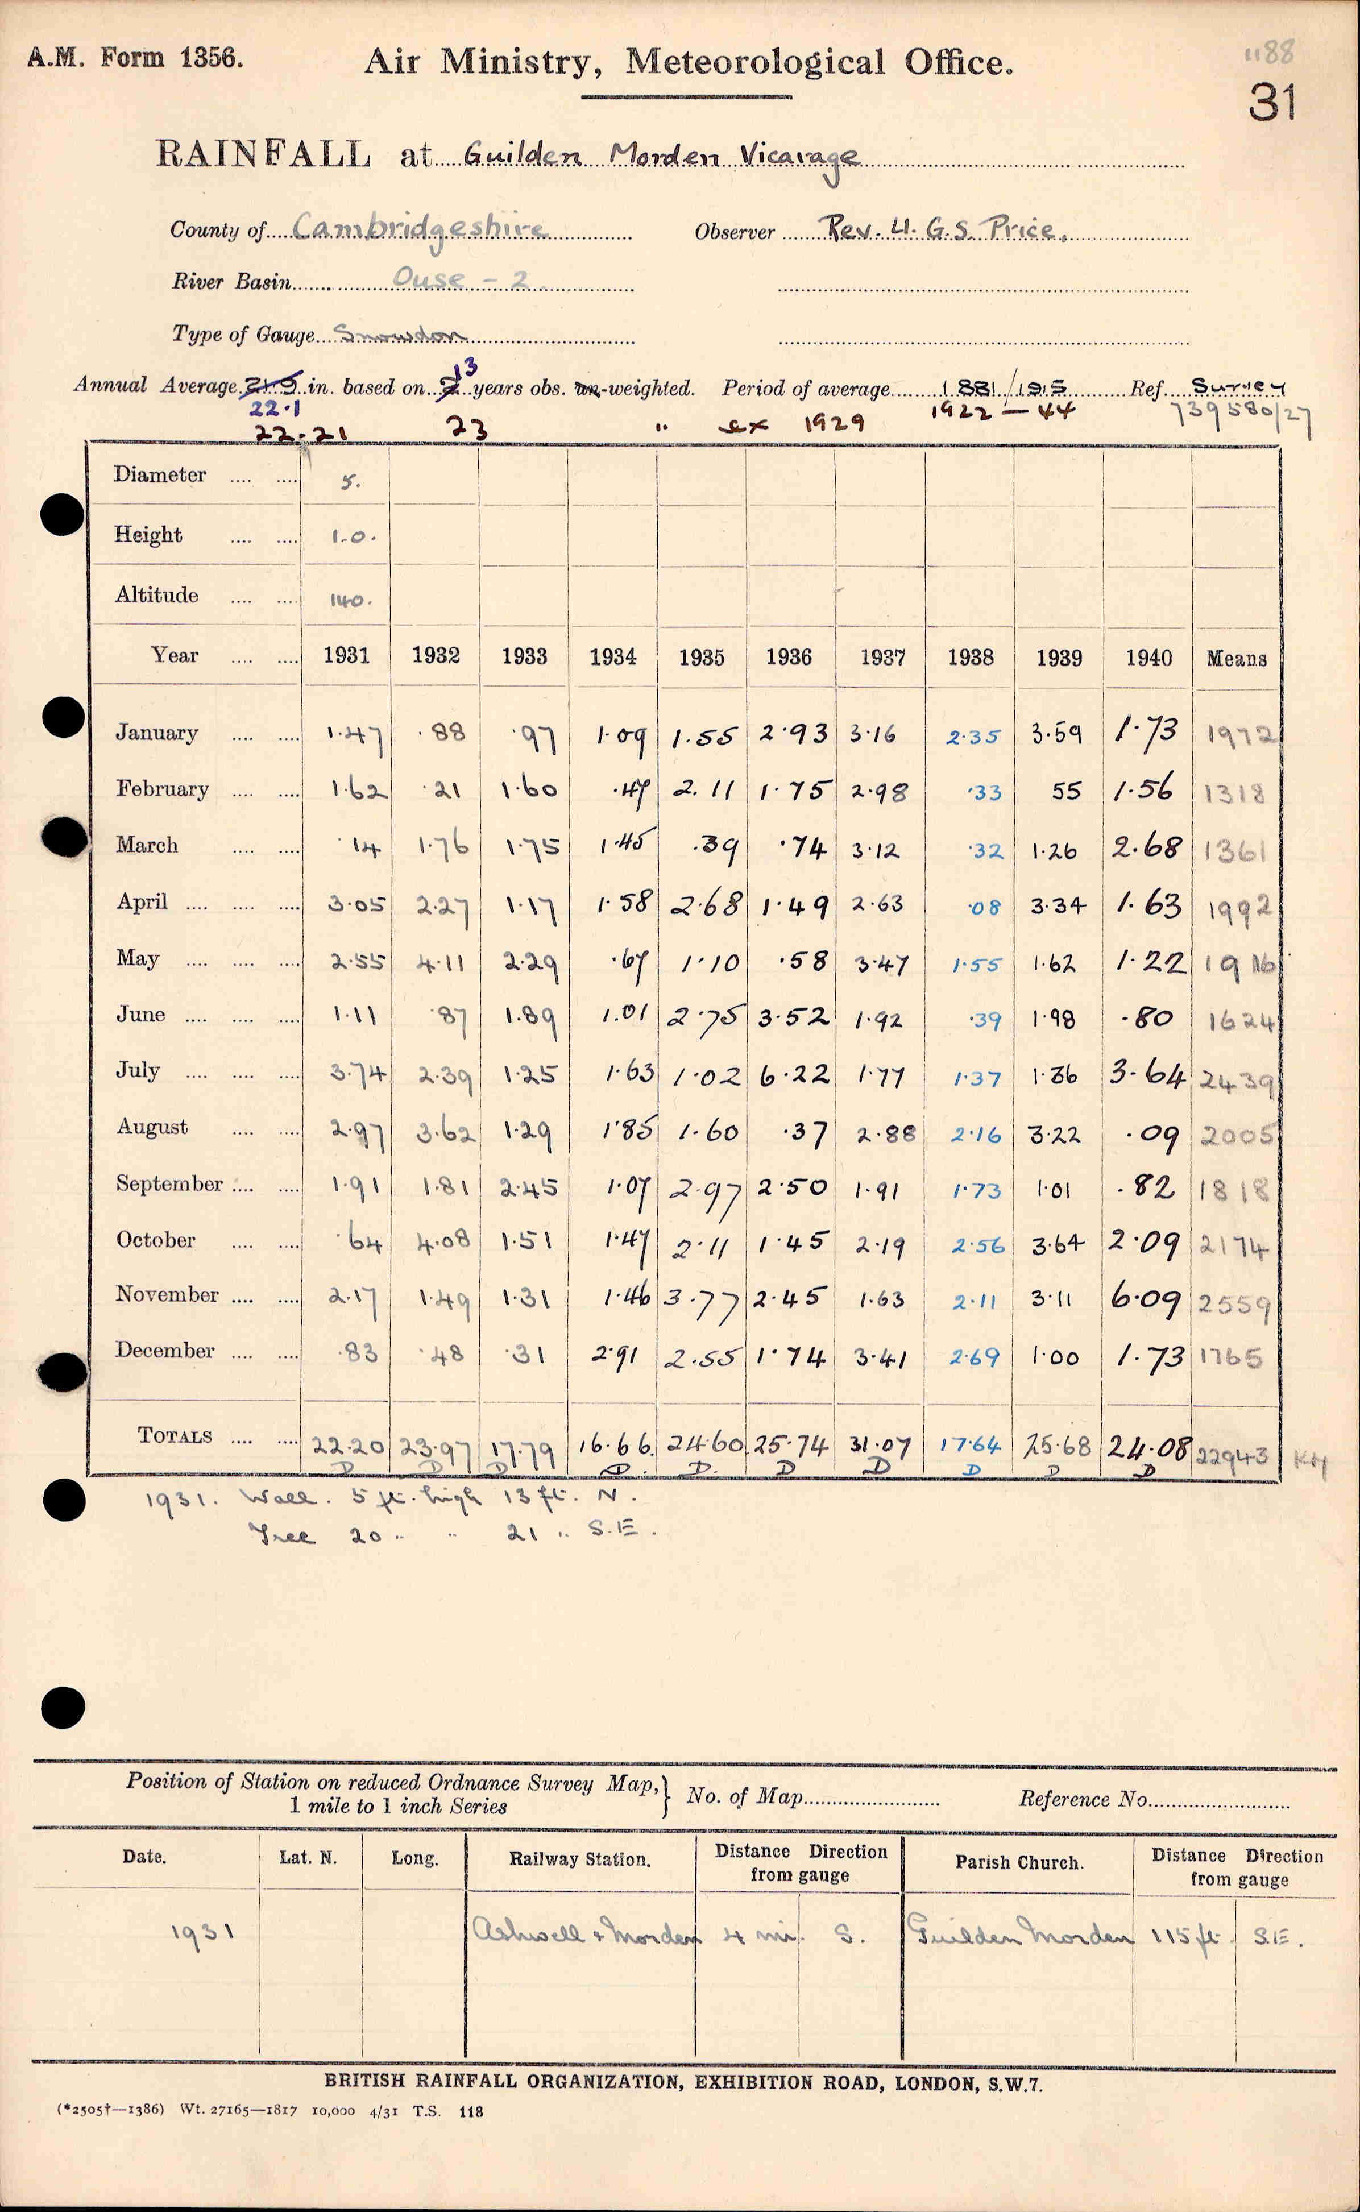 1188
A.M. Form 1356. Air Ministry, Meteorological Office.
31
RAINFALL at Guilden Morden Vicarage
County of Cambridgeshire Observer Rev. H. G. S. Price.
River Basin Ouse - 2
Type of Gauge Snowdon
Annual Average 21.9 in. based on 2 13 years obs. un-weighted. Period of average 1881/1915 Ref. Survey
22.1 1922 - 44 739580/27
22.21 23 " ex 1929
Diameter 5.
Height 1.0.
Altitude 140.
Year 1931 1932 1933 1934 1935 1936 1937 1938 1939 1940 Means
January 1.47 .88 .97 1.09 1.55 2.93 3.16 2.35 3.59 1.73 1972
February 1.62 .21 1.60 .47 2.11 1.75 2.98 .33 55 1.56 1318
March .14 1.76 1.75 1.45 .39 .74 3.12 .32 1.26 2.68 1361
April 3.05 2.27 1.17 1.58 2.68 1.49 2.63 .08 3.34 1.63 1992
May 2.55 4.11 2.29 .67 1.10 .58 3.47 1.55 1.62 1.22 1916
June 1.11 .87 1.89 1.01 2.75 3.52 1.92 .39 1.98 .80 1624
July 3.74 2.39 1.25 1.63 1.02 6.22 1.77 1.37 1.36 3.64 2439
August 2.97 3.62 1.29 1.85 1.60 .37 2.88 2.16 3.22 .09 2005
September 1.91 1.81 2.45 1.07 2.97 2.50 1.91 1.73 1.01 .82 1818
October .64 4.08 1.51 1.47 2.11 1.45 2.19 2.56 3.64 2.09 2174
November 2.17 1.49 1.31 1.46 3.77 2.45 1.63 2.11 3.11 6.09 2559
December .83 .48 .31 2.91 2.55 1.74 3.41 2.69 1.00 1.73 1765
TOTALS 22.20 23.97 17.79 16.66 24.60 25.74 31.07 17.64 25.68 24.08 22943
D D D D D D D D D D
1931. Wall. 5 ft. high 13 ft. N.
Tree 20 " " 21 " S.E.
Position of Station on reduced Ordnance Survey Map, 1 mile to 1 inch Series } No. of Map Reference No.
Date. Lat. N. Long. Railway Station. Distance Direction from gauge Parish Church. Distance Direction from gauge
1931 Ashwell & Morden 4 mi. S. Guilden Morden 115 ft. S.E.
BRITISH RAINFALL ORGANIZATION, EXHIBITION ROAD, LONDON, S.W.7.
(*2505†—1386) Wt. 27165—1817 10,000 4/31 T.S. 118